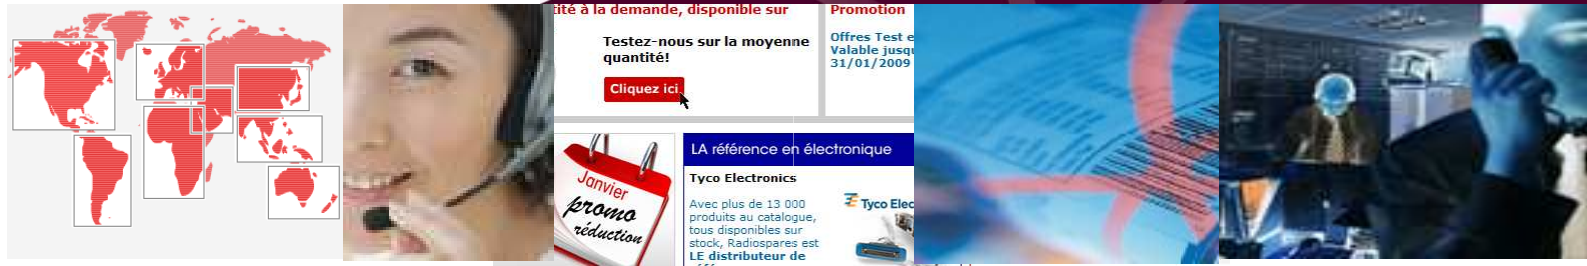 tité à la demande, disponible sur
Testez-nous sur la moyenne
quantité!
Cliquez ici
Promotion
Offres Test e
Valable jusqu
31/01/2009
Janvier
promo
réduction
LA référence en électronique
Tyco Electronics
Avec plus de 13 000
produits au catalogue,
tous disponibles sur
stock, Radiospares est
LE distributeur de
Tyco Elec